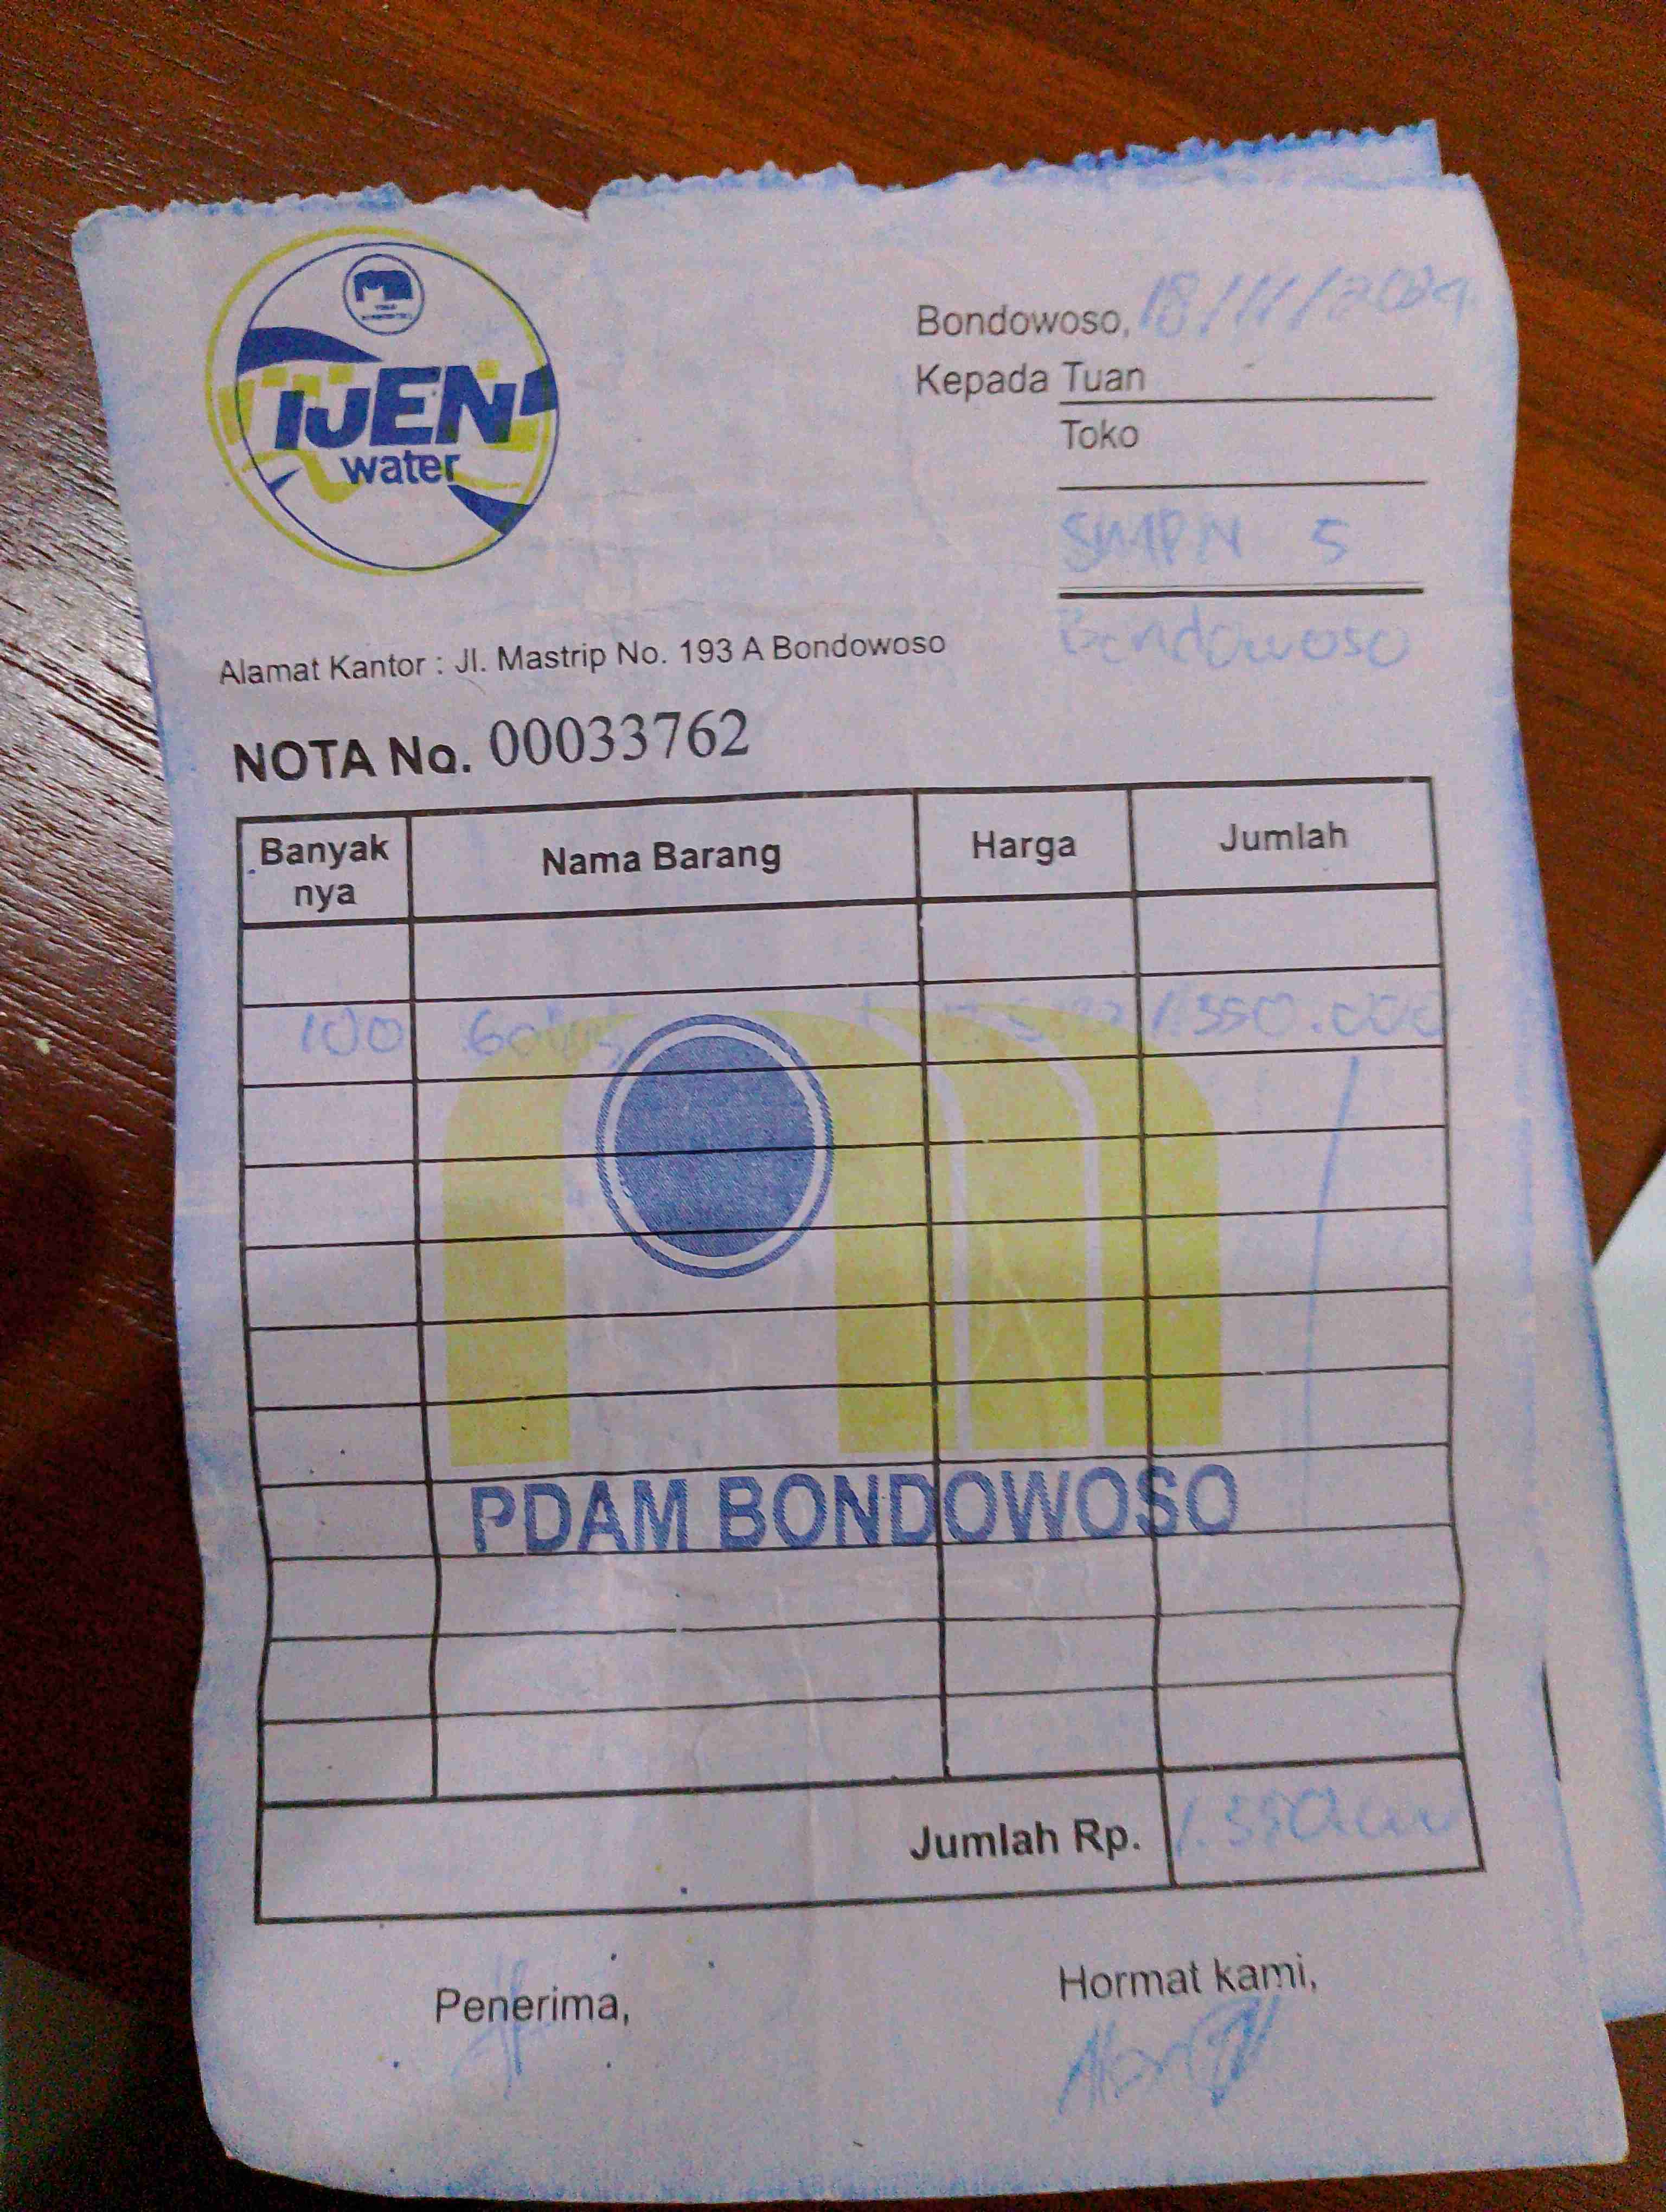 IJEN
water
Bondowoso, 18/11/2024
Kepada Tuan
Toko
SMPN 5
Bondowoso
Alamat Kantor : Jl. Mastrip No. 193 A Bondowoso
NOTA No. 00033762
Banyak nya Nama Barang Harga Jumlah
100 1.350.000
PDAM BONDOWOSO
Jumlah Rp. 1.350.000
Penerima,
Hormat kami,